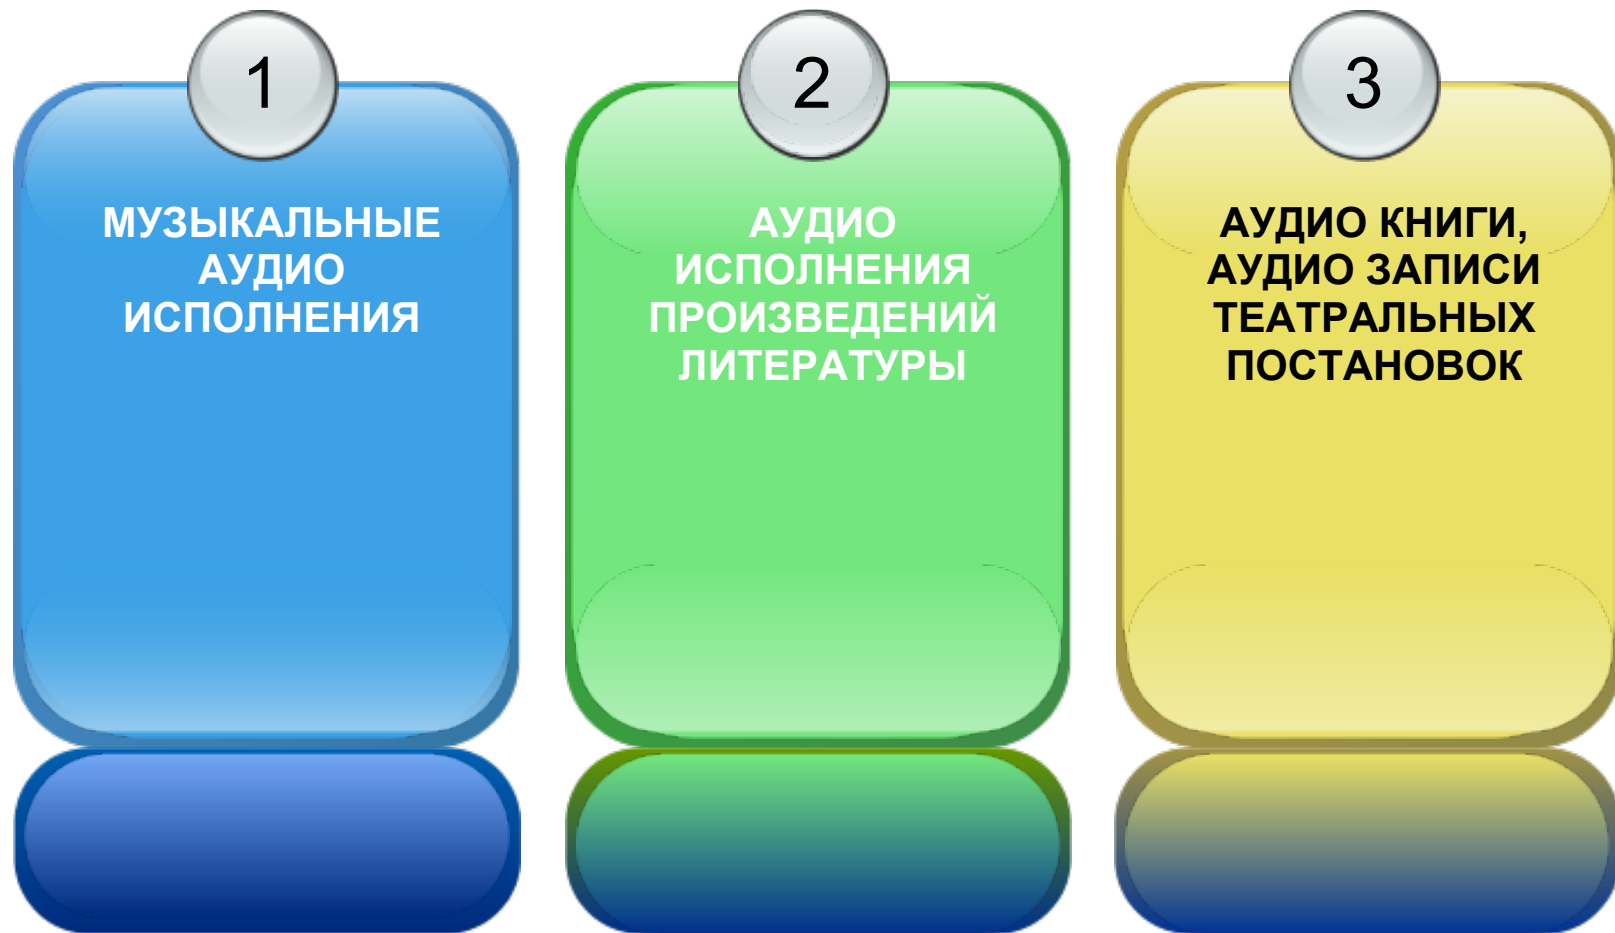 1
МУЗЫКАЛЬНЫЕ
АУДИО
ИСПОЛНЕНИЯ
2
АУДИО
ИСПОЛНЕНИЯ
ПРОИЗВЕДЕНИЙ
ЛИТЕРАТУРЫ
3
АУДИО КНИГИ,
АУДИО ЗАПИСИ
ТЕАТРАЛЬНЫХ
ПОСТАНОВОК